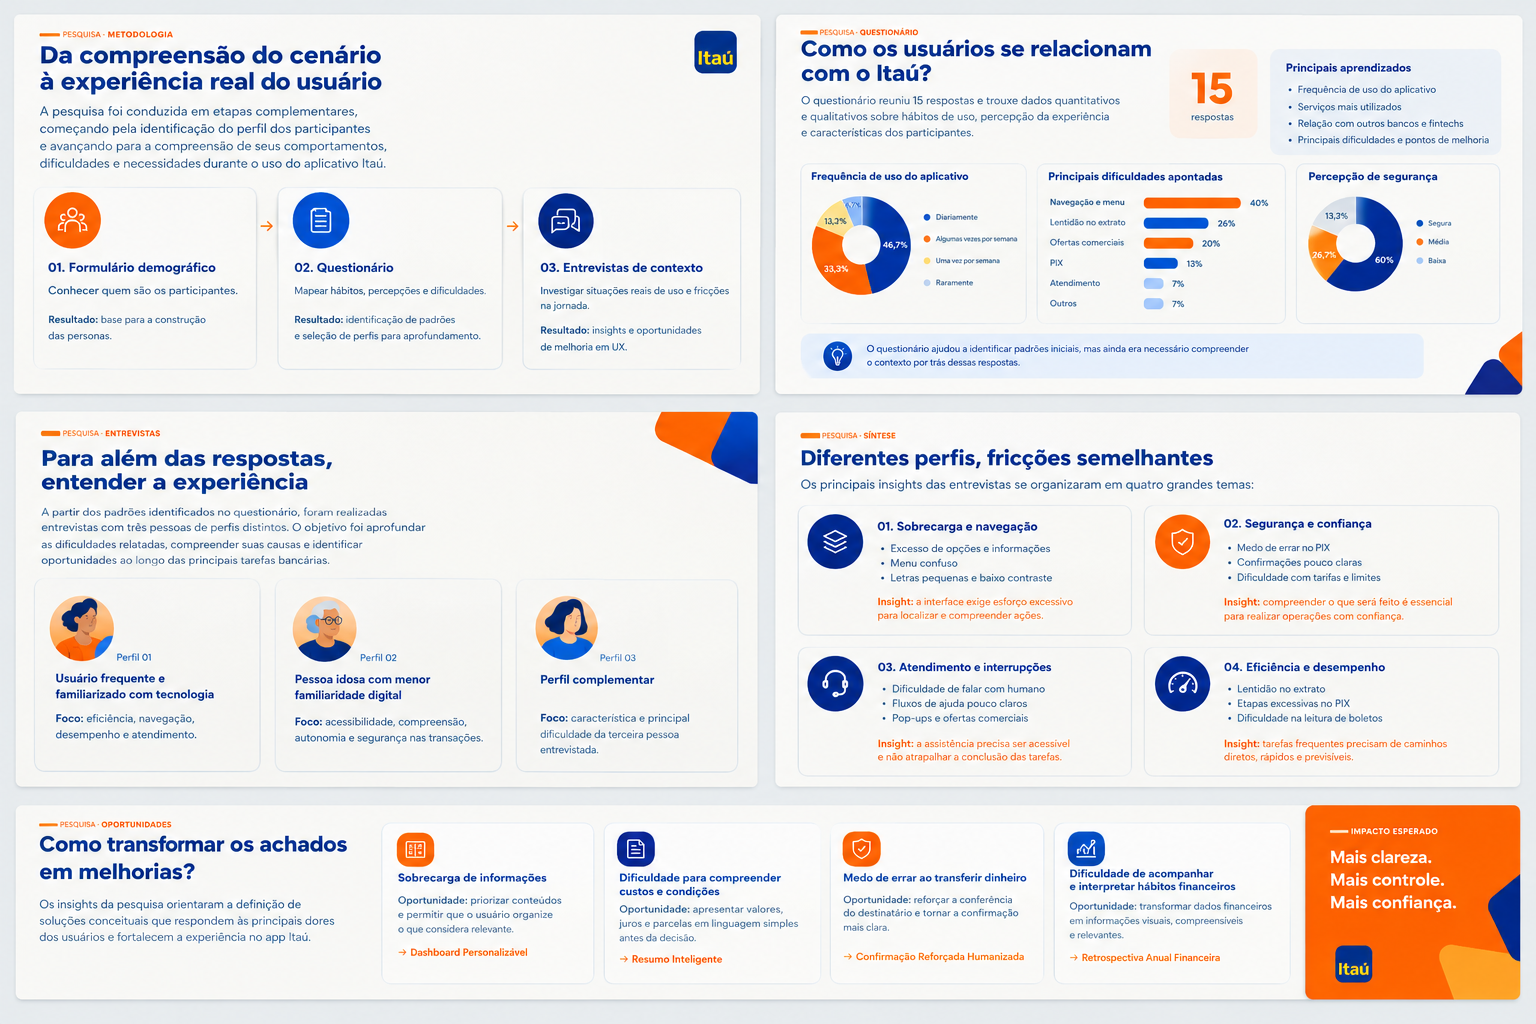 PESQUISA · METODOLOGIA
Da compreensão do cenário
à experiência real do usuário
A pesquisa foi conduzida em etapas complementares,
começando pela identificação do perfil dos participantes
e avançando para a compreensão de seus comportamentos,
dificuldades e necessidades durante o uso do aplicativo Itaú.
Itaú
01. Formulário demográfico
Conhecer quem são os participantes.
Resultado: base para a construção
das personas.
→
02. Questionário
Mapear hábitos, percepções e dificuldades.
Resultado: identificação de padrões
e seleção de perfis para aprofundamento.
→
03. Entrevistas de contexto
Investigar situações reais de uso e fricções
na jornada.
Resultado: insights e oportunidades
de melhoria em UX.
PESQUISA · QUESTIONÁRIO
Como os usuários se relacionam
com o Itaú?
O questionário reuniu 15 respostas e trouxe dados quantitativos
e qualitativos sobre hábitos de uso, percepção da experiência
e características dos participantes.
15
respostas
Principais aprendizados
• Frequência de uso do aplicativo
• Serviços mais utilizados
• Relação com outros bancos e fintechs
• Principais dificuldades e pontos de melhoria
Frequência de uso do aplicativo
46,7%
33,3%
13,3%
6,7%
Diariamente
Algumas vezes por semana
Uma vez por semana
Raramente
Principais dificuldades apontadas
Navegação e menu 40%
Lentidão no extrato 26%
Ofertas comerciais 20%
PIX 13%
Atendimento 7%
Outros 7%
Percepção de segurança
13,3%
26,7%
60%
Segura
Média
Baixa
O questionário ajudou a identificar padrões iniciais, mas ainda era necessário compreender
o contexto por trás dessas respostas.
PESQUISA · ENTREVISTAS
Para além das respostas,
entender a experiência
A partir dos padrões identificados no questionário, foram realizadas
entrevistas com três pessoas de perfis distintos. O objetivo foi aprofundar
as dificuldades relatadas, compreender suas causas e identificar
oportunidades ao longo das principais tarefas bancárias.
Perfil 01
Usuário frequente e
familiarizado com tecnologia
Foco: eficiência, navegação,
desempenho e atendimento.
Perfil 02
Pessoa idosa com menor
familiaridade digital
Foco: acessibilidade, compreensão,
autonomia e segurança nas transações.
Perfil 03
Perfil complementar
Foco: característica e principal
dificuldade da terceira pessoa
entrevistada.
PESQUISA · SÍNTESE
Diferentes perfis, fricções semelhantes
Os principais insights das entrevistas se organizaram em quatro grandes temas:
01. Sobrecarga e navegação
• Excesso de opções e informações
• Menu confuso
• Letras pequenas e baixo contraste
Insight: a interface exige esforço excessivo
para localizar e compreender ações.
02. Segurança e confiança
• Medo de errar no PIX
• Confirmações pouco claras
• Dificuldade com tarifas e limites
Insight: compreender o que será feito é essencial
para realizar operações com confiança.
03. Atendimento e interrupções
• Dificuldade de falar com humano
• Fluxos de ajuda pouco claros
• Pop-ups e ofertas comerciais
Insight: a assistência precisa ser acessível
e não atrapalhar a conclusão das tarefas.
04. Eficiência e desempenho
• Lentidão no extrato
• Etapas excessivas no PIX
• Dificuldade na leitura de boletos
Insight: tarefas frequentes precisam de caminhos
diretos, rápidos e previsíveis.
PESQUISA · OPORTUNIDADES
Como transformar os achados
em melhorias?
Os insights da pesquisa orientaram a definição de
soluções conceituais que respondem às principais dores
dos usuários e fortalecem a experiência no app Itaú.
Sobrecarga de informações
Oportunidade: priorizar conteúdos
e permitir que o usuário organize
o que considera relevante.
→ Dashboard Personalizável
Dificuldade para compreender
custos e condições
Oportunidade: apresentar valores,
juros e parcelas em linguagem simples
antes da decisão.
→ Resumo Inteligente
Medo de errar ao transferir dinheiro
Oportunidade: reforçar a conferência
do destinatário e tornar a confirmação
mais clara.
→ Confirmação Reforçada Humanizada
Dificuldade de acompanhar
e interpretar hábitos financeiros
Oportunidade: transformar dados financeiros
em informações visuais, compreensíveis
e relevantes.
→ Retrospectiva Anual Financeira
IMPACTO ESPERADO
Mais clareza.
Mais controle.
Mais confiança.
Itaú